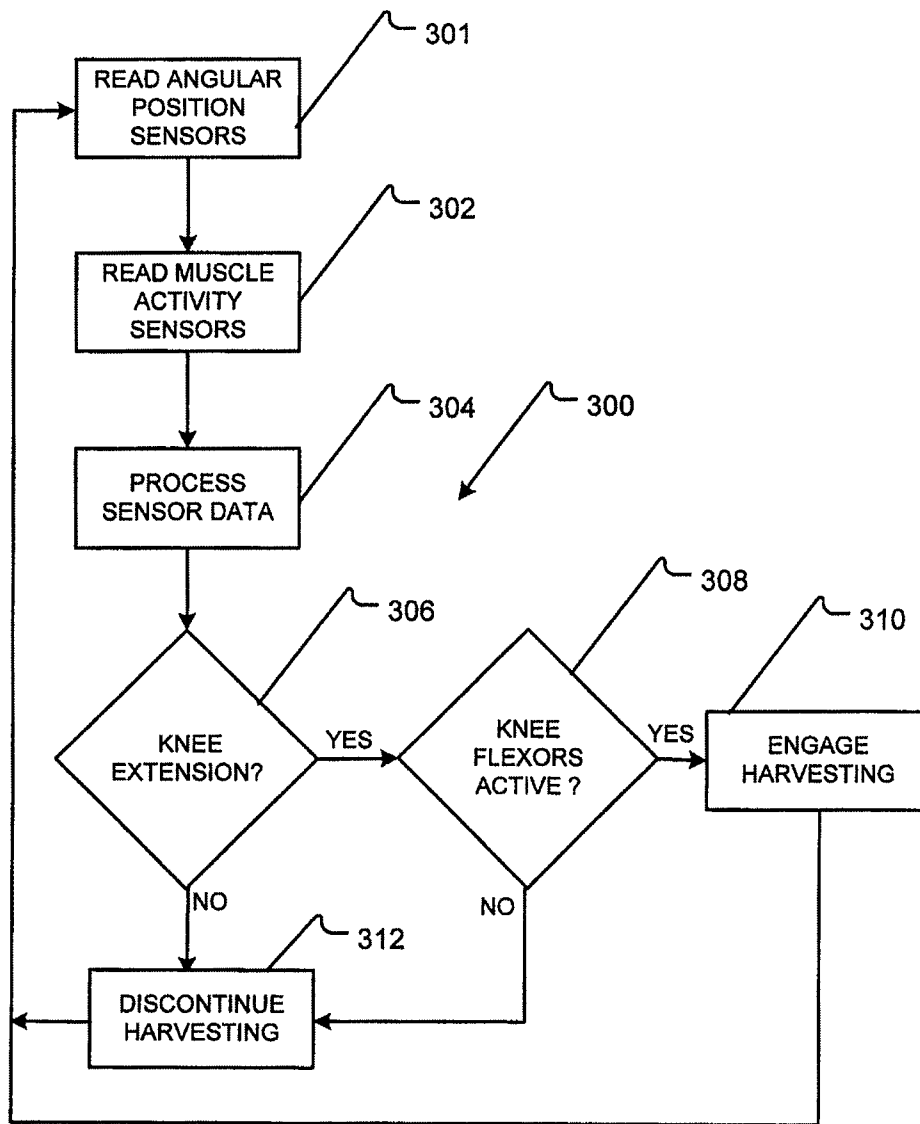 301
READ ANGULAR
POSITION
SENSORS
302
READ MUSCLE
ACTIVITY
SENSORS
304
300
PROCESS
SENSOR DATA
306
308
310
KNEE
EXTENSION?
YES
KNEE
FLEXORS
ACTIVE ?
YES
ENGAGE
HARVESTING
NO
NO
312
DISCONTINUE
HARVESTING